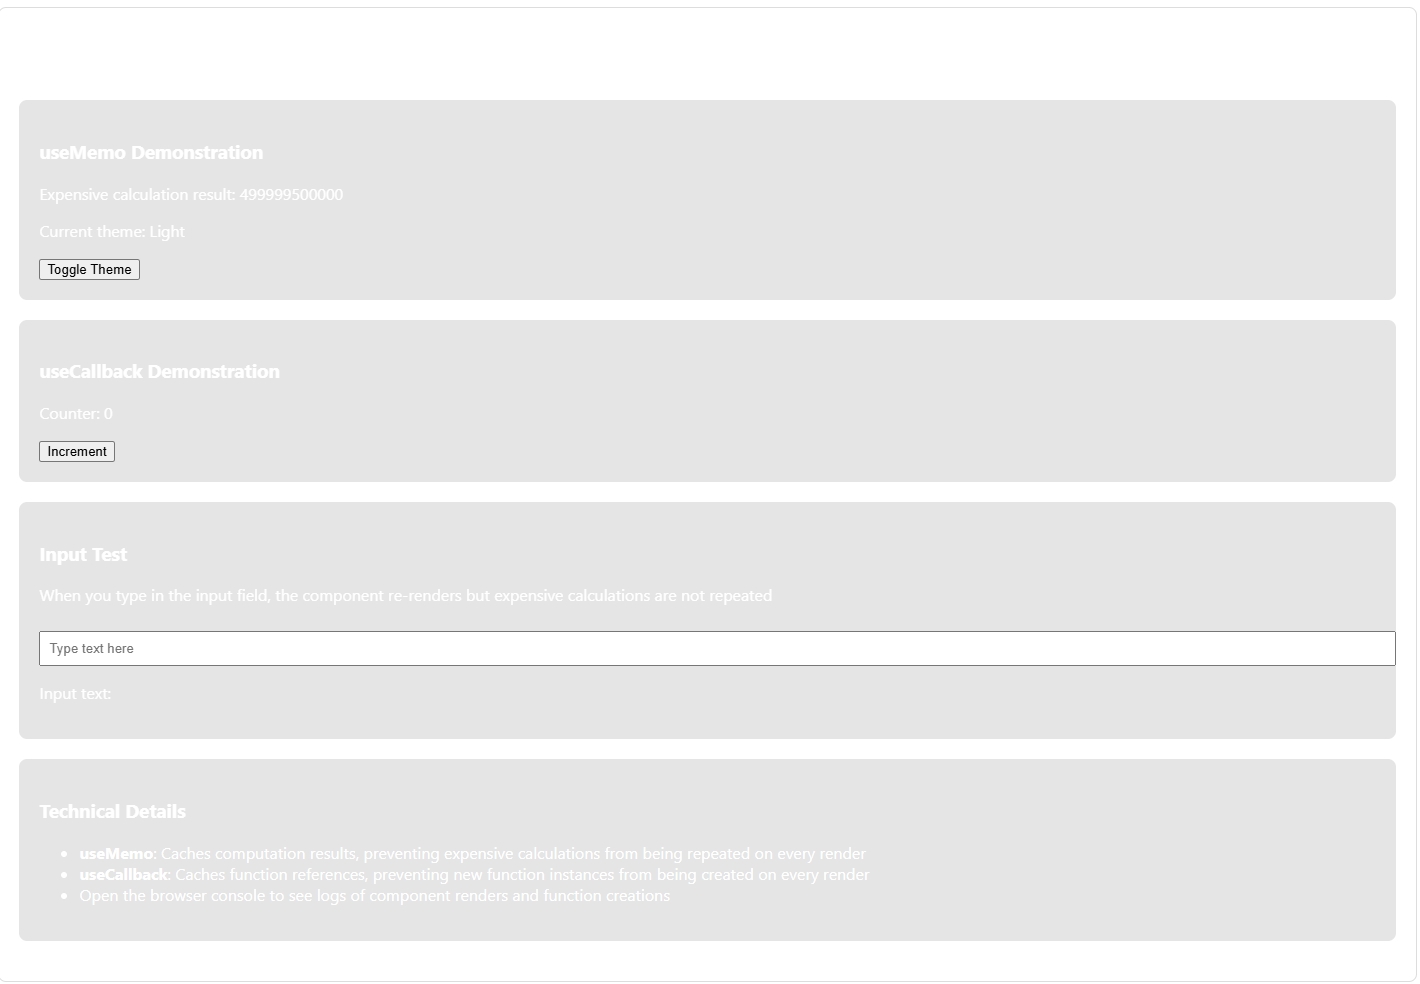 useMemo Demonstration
Expensive calculation result: 499999500000
Current theme: Light
Toggle Theme
useCallback Demonstration
Counter: 0
Increment
Input Test
When you type in the input field, the component re-renders but expensive calculations are not repeated
Type text here
Input text:
Technical Details
• useMemo: Caches computation results, preventing expensive calculations from being repeated on every render
• useCallback: Caches function references, preventing new function instances from being created on every render
• Open the browser console to see logs of component renders and function creations